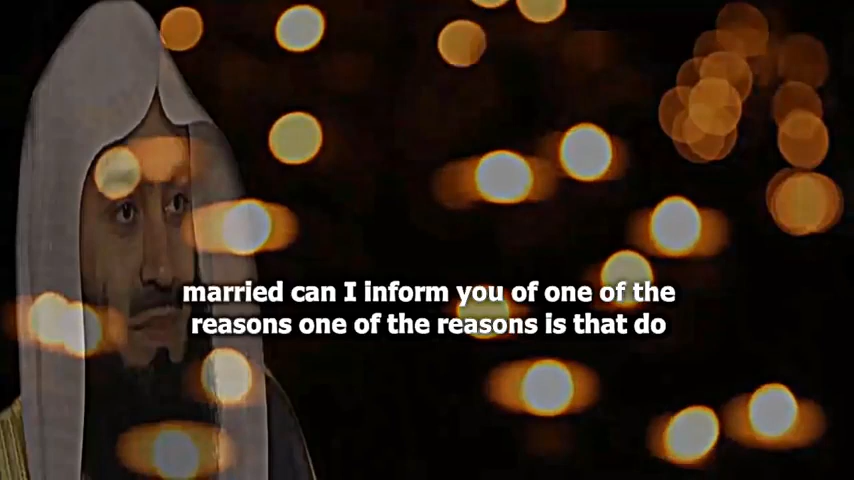 married can I inform you of one of the
reasons one of the reasons is that do